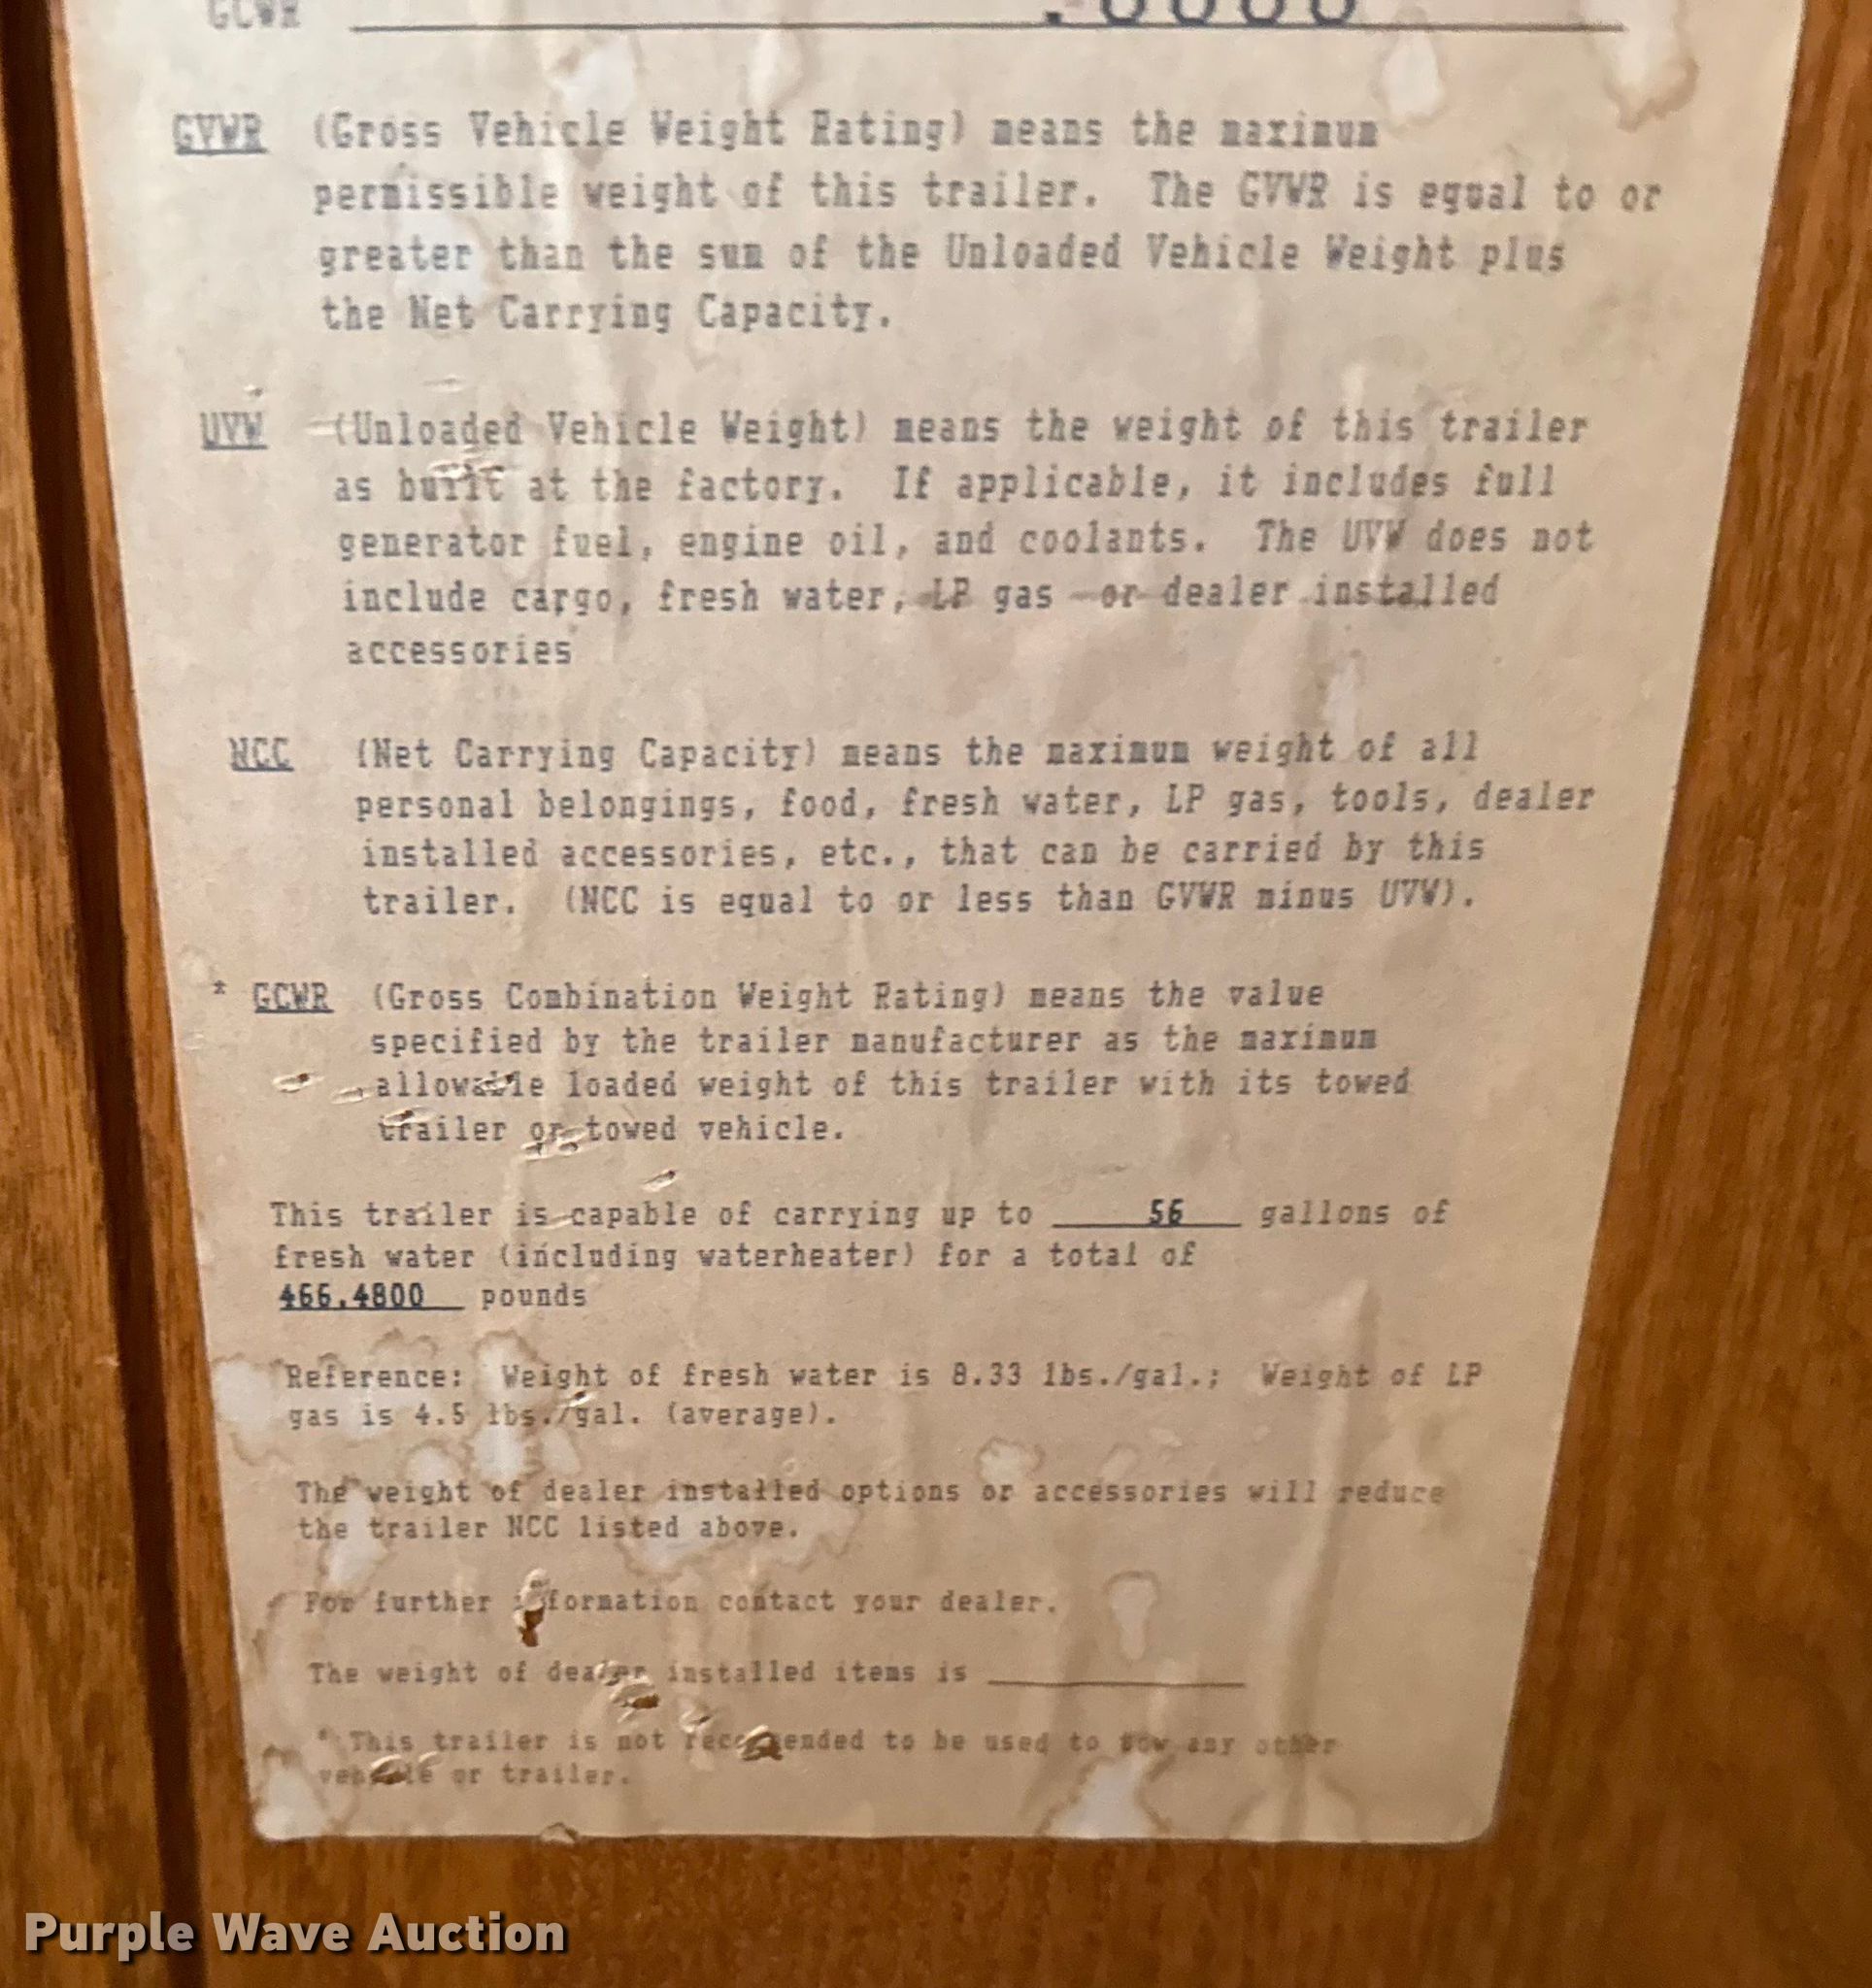 GCWR .0000
GVWR (Gross Vehicle Weight Rating) means the maximum
permissible weight of this trailer. The GVWR is equal to or
greater than the sum of the Unloaded Vehicle Weight plus
the Net Carrying Capacity.
UVW (Unloaded Vehicle Weight) means the weight of this trailer
as built at the factory. If applicable, it includes full
generator fuel, engine oil, and coolants. The UVW does not
include cargo, fresh water, LP gas or dealer installed
accessories
NCC (Net Carrying Capacity) means the maximum weight of all
personal belongings, food, fresh water, LP gas, tools, dealer
installed accessories, etc., that can be carried by this
trailer. (NCC is equal to or less than GVWR minus UVW).
* GCWR (Gross Combination Weight Rating) means the value
specified by the trailer manufacturer as the maximum
allowable loaded weight of this trailer with its towed
trailer or towed vehicle.
This trailer is capable of carrying up to 56 gallons of
fresh water (including waterheater) for a total of
466.4800 pounds
Reference: Weight of fresh water is 8.33 lbs./gal.; Weight of LP
gas is 4.5 lbs./gal. (average).
The weight of dealer installed options or accessories will reduce
the trailer NCC listed above.
For further information contact your dealer.
The weight of dealer installed items is
* This trailer is not recommended to be used to tow any other
vehicle or trailer.
Purple Wave Auction